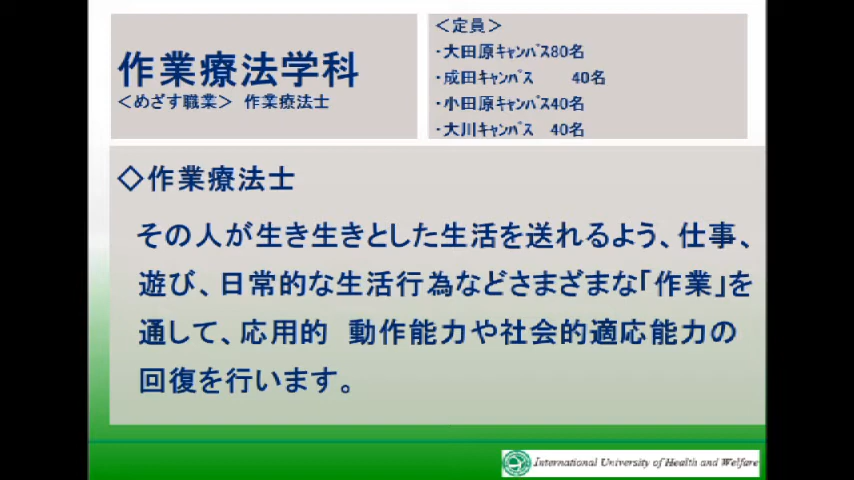 作業療法学科
＜めざす職業＞ 作業療法士
＜定員＞
・大田原ｷｬﾝﾊﾟｽ80名
・成田ｷｬﾝﾊﾟｽ 40名
・小田原ｷｬﾝﾊﾟｽ40名
・大川ｷｬﾝﾊﾟｽ 40名
◇作業療法士
その人が生き生きとした生活を送れるよう、仕事、
遊び、日常的な生活行為などさまざまな「作業」を
通して、応用的 動作能力や社会的適応能力の
回復を行います。
International University of Health and Welfare